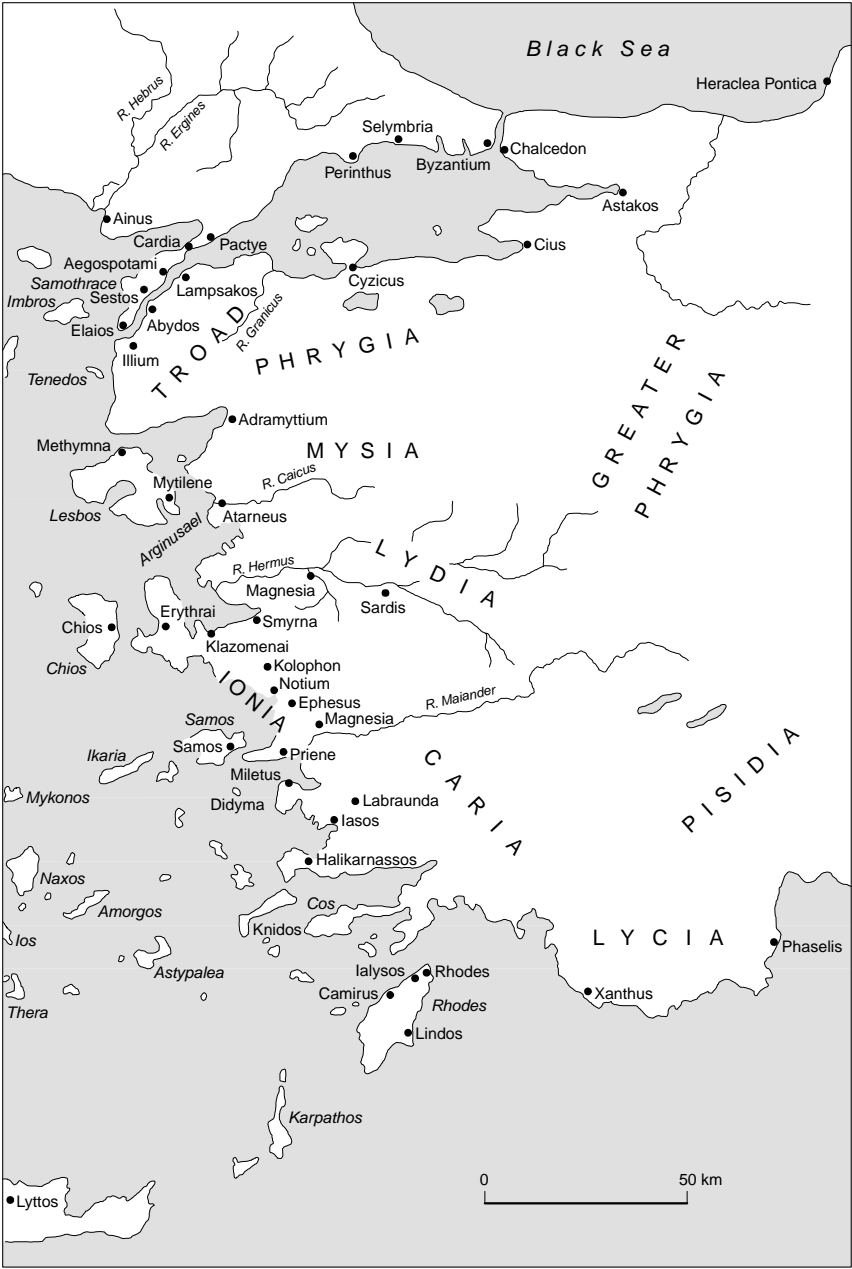 Black Sea
Heraclea Pontica
R. Hebrus
R. Ergines
Selymbria
Byzantium
Chalcedon
Perinthus
Astakos
Ainus
Cardia
Pactye
Cius
Aegospotami
Samothrace
Lampsakos
Cyzicus
Imbros
Sestos
Abydos
R. Granicus
Elaios
TROAD
PHRYGIA
Illium
Tenedos
GREATER
PHRYGIA
Adramyttium
Methymna
MYSIA
Mytilene
R. Caicus
Lesbos
Atarneus
Arginusael
LYDIA
R. Hermus
Magnesia
Sardis
Erythrai
Smyrna
Chios
Klazomenai
Chios
Kolophon
IONIA
Notium
Ephesus
R. Maiander
Magnesia
Samos
Samos
Ikaria
Priene
CARIA
PISIDIA
Miletus
Mykonos
Didyma
Labraunda
Iasos
Halikarnassos
Naxos
Amorgos
Cos
Knidos
Ios
LYCIA
Phaselis
Astypalea
Ialysos
Rhodes
Camirus
Xanthus
Thera
Rhodes
Lindos
Karpathos
0
50 km
Lyttos